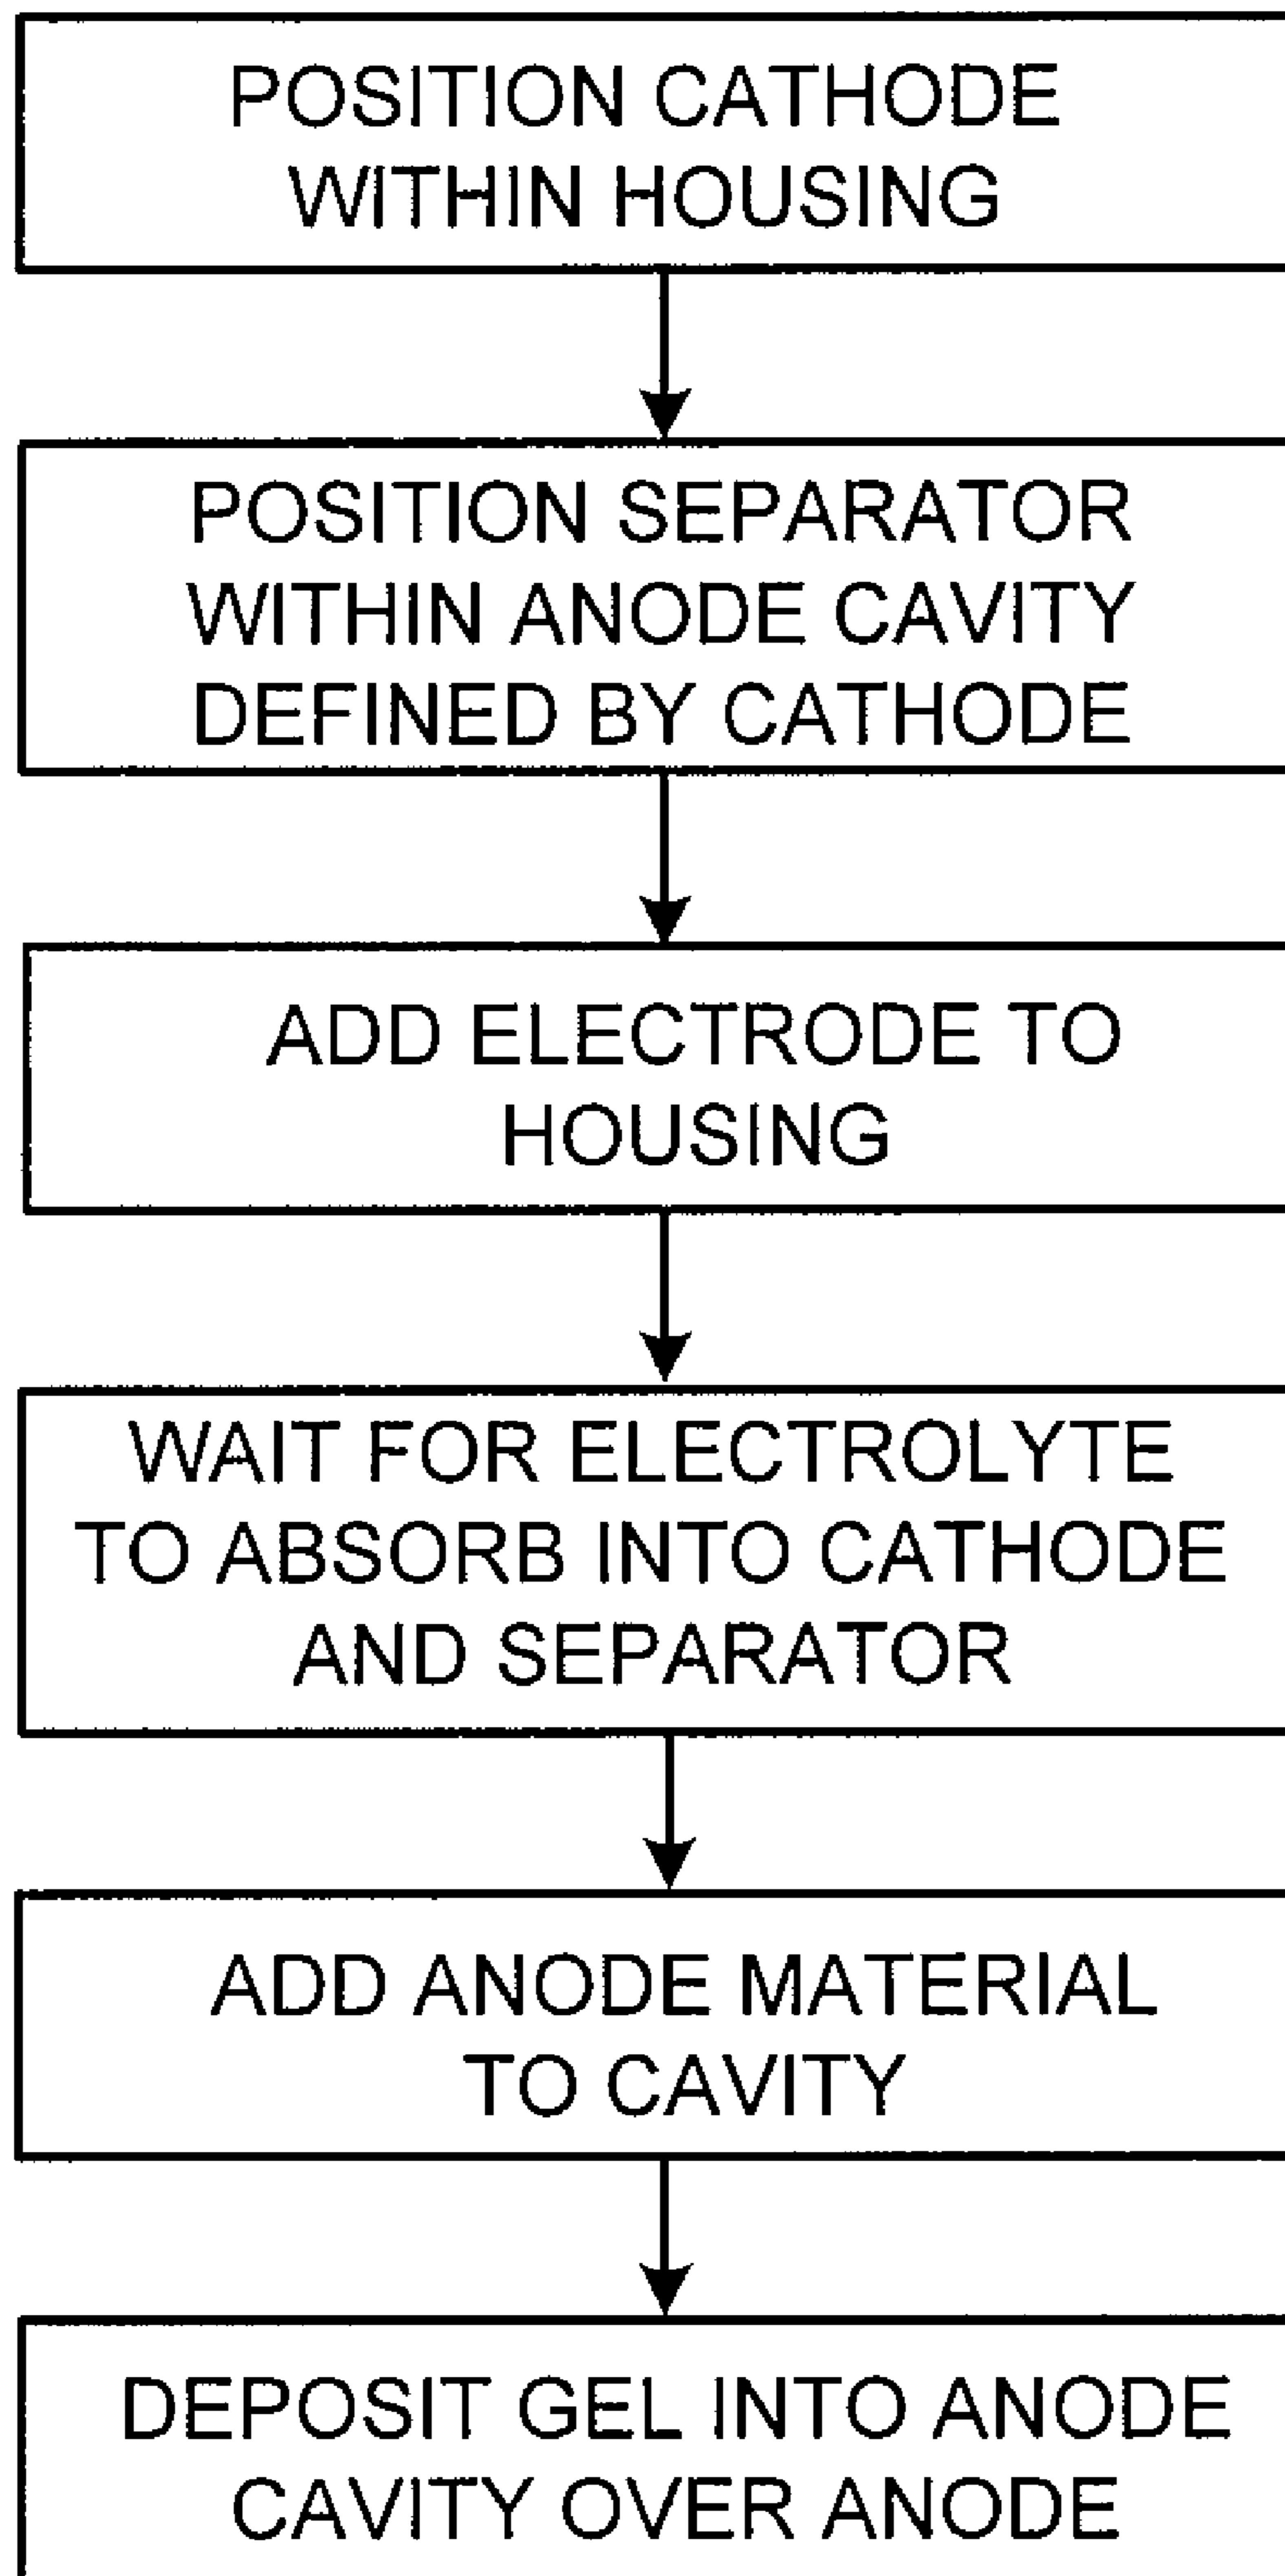 POSITION CATHODE
WITHIN HOUSING
POSITION SEPARATOR
WITHIN ANODE CAVITY
DEFINED BY CATHODE
ADD ELECTRODE TO
HOUSING
WAIT FOR ELECTROLYTE
TO ABSORB INTO CATHODE
AND SEPARATOR
ADD ANODE MATERIAL
TO CAVITY
DEPOSIT GEL INTO ANODE
CAVITY OVER ANODE